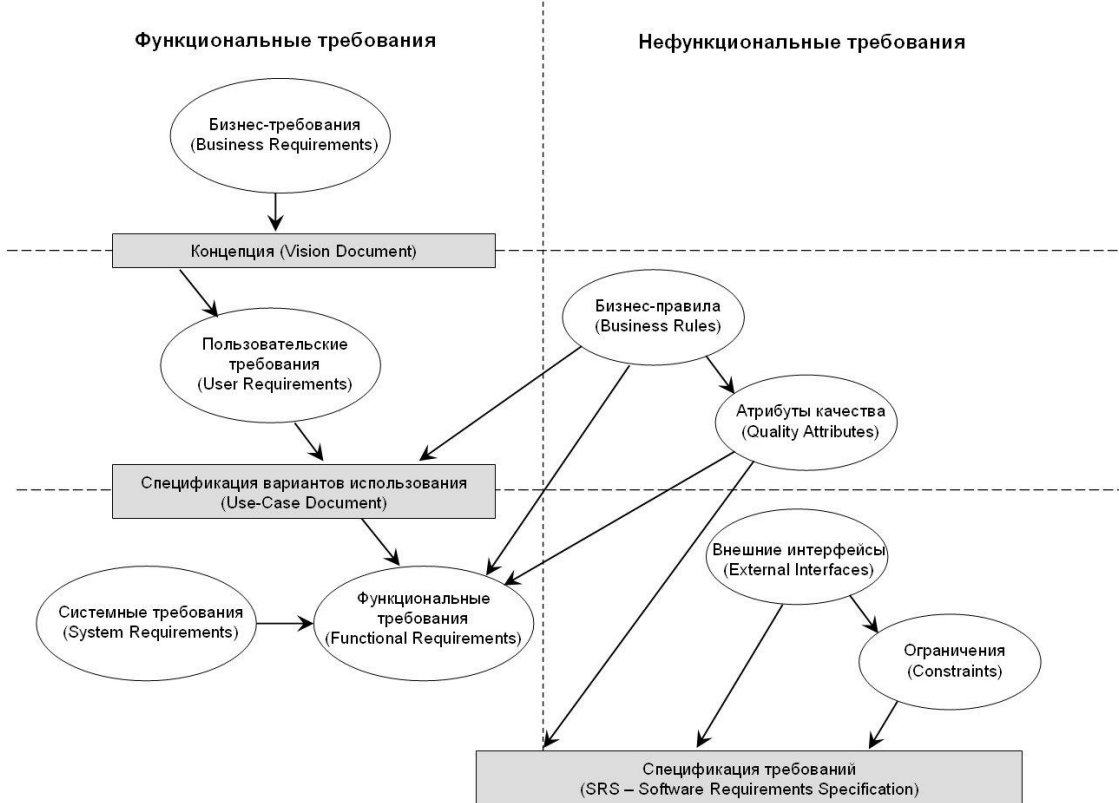 Функциональные требования
Нефункциональные требования
Бизнес-требования
(Business Requirements)
Концепция (Vision Document)
Бизнес-правила
(Business Rules)
Пользовательские
требования
(User Requirements)
Атрибуты качества
(Quality Attributes)
Спецификация вариантов использования
(Use-Case Document)
Внешние интерфейсы
(External Interfaces)
Системные требования
(System Requirements)
Функциональные
требования
(Functional Requirements)
Ограничения
(Constraints)
Спецификация требований
(SRS – Software Requirements Specification)